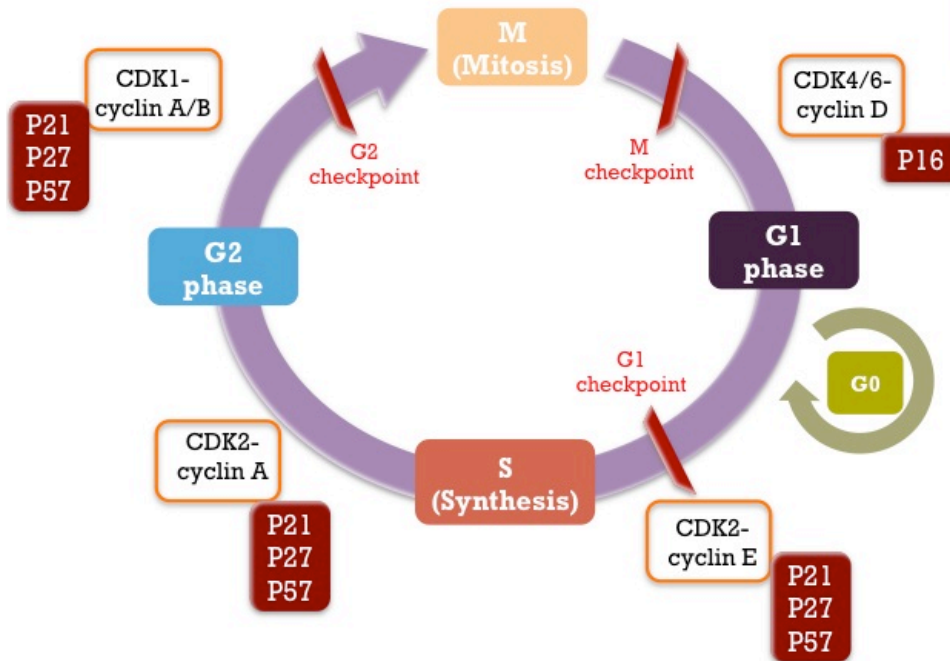 M
(Mitosis)
CDK1-
cyclin A/B
P21
P27
P57
G2
checkpoint
M
checkpoint
CDK4/6-
cyclin D
P16
G2
phase
G1
phase
G1
checkpoint
G0
CDK2-
cyclin A
P21
P27
P57
S
(Synthesis)
CDK2-
cyclin E
P21
P27
P57